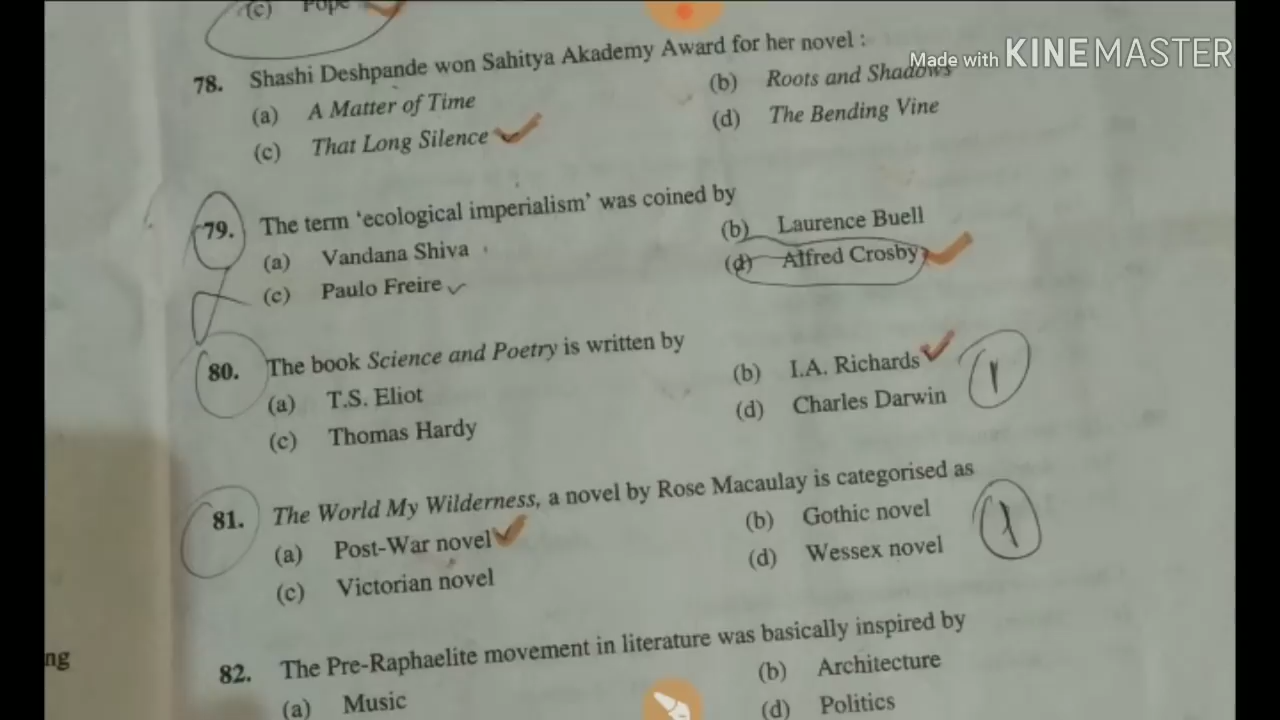 (c) Pope
Made with KINEMASTER
78. Shashi Deshpande won Sahitya Akademy Award for her novel :
(a) A Matter of Time (b) Roots and Shadows
(c) That Long Silence (d) The Bending Vine
79. The term ‘ecological imperialism’ was coined by
(a) Vandana Shiva (b) Laurence Buell
(c) Paulo Freire (d) Alfred Crosby
80. The book Science and Poetry is written by
(a) T.S. Eliot (b) I.A. Richards
(c) Thomas Hardy (d) Charles Darwin
81. The World My Wilderness, a novel by Rose Macaulay is categorised as
(a) Post-War novel (b) Gothic novel
(c) Victorian novel (d) Wessex novel
ng
82. The Pre-Raphaelite movement in literature was basically inspired by
(a) Music (b) Architecture
(d) Politics